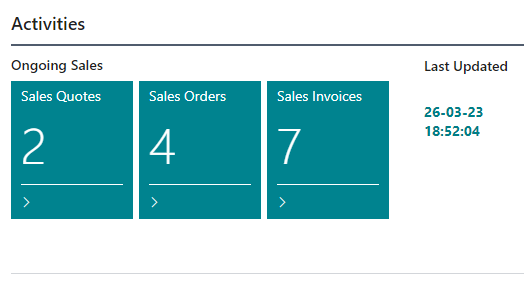 Activities
Ongoing Sales
Last Updated
Sales Quotes
Sales Orders
Sales Invoices
2
4
7
26-03-23
18:52:04